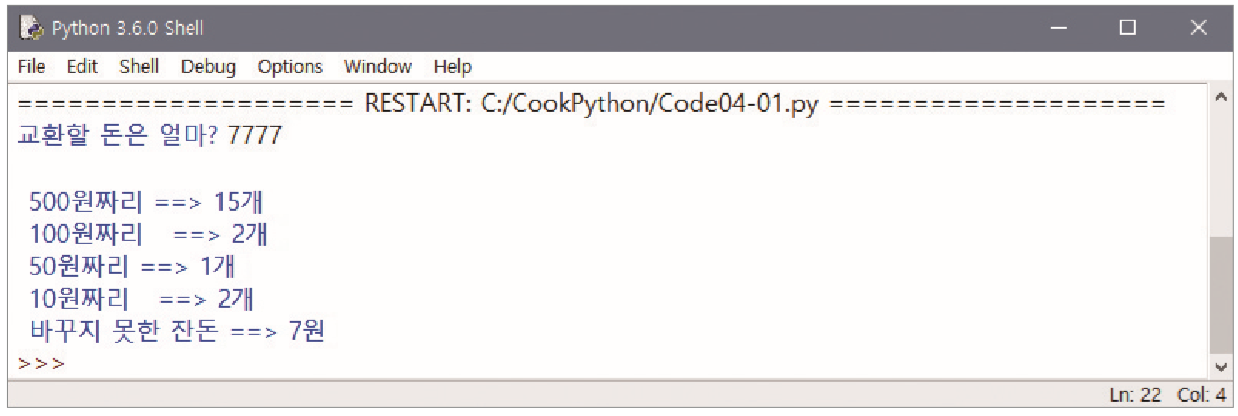 Python 3.6.0 Shell
File Edit Shell Debug Options Window Help
==================== RESTART: C:/CookPython/Code04-01.py ====================
교환할 돈은 얼마? 7777
500원짜리 ==> 15개
100원짜리  ==> 2개
50원짜리 ==> 1개
10원짜리  ==> 2개
바꾸지 못한 잔돈 ==> 7원
>>>
Ln: 22 Col: 4